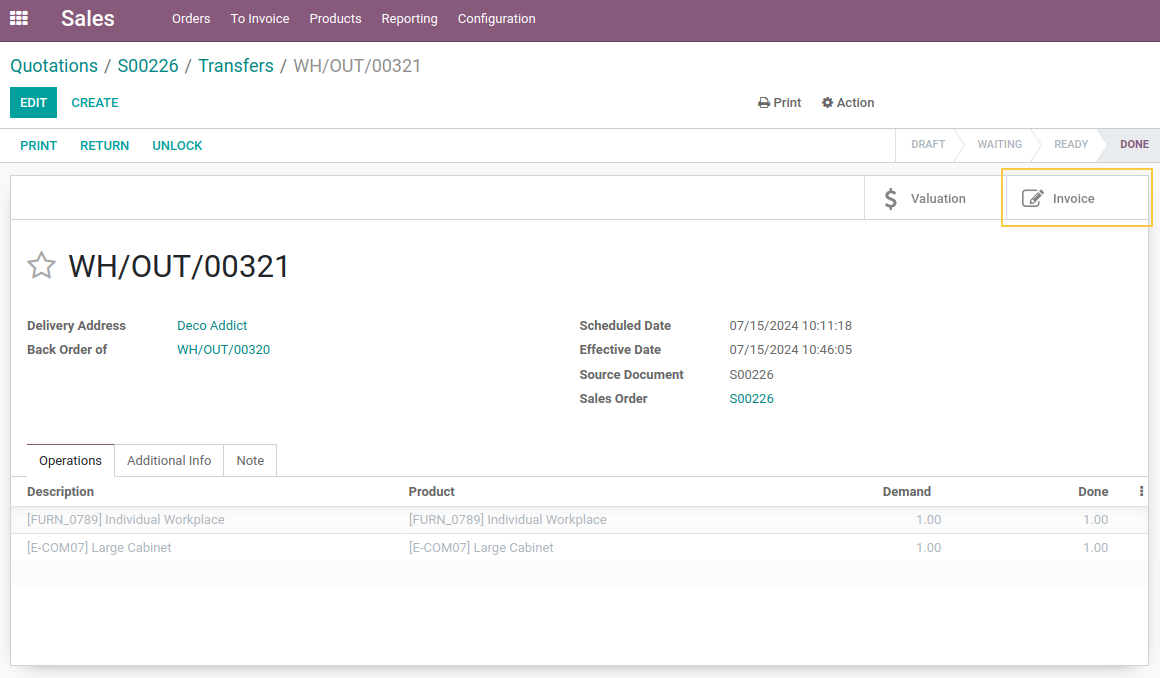 Sales Orders To Invoice Products Reporting Configuration
Quotations / S00226 / Transfers / WH/OUT/00321
EDIT CREATE Print Action
PRINT RETURN UNLOCK DRAFT WAITING READY DONE
Valuation Invoice
WH/OUT/00321
Delivery Address Deco Addict Scheduled Date 07/15/2024 10:11:18
Back Order of WH/OUT/00320 Effective Date 07/15/2024 10:46:05
Source Document S00226
Sales Order S00226
Operations Additional Info Note
Description Product Demand Done
[FURN_0789] Individual Workplace [FURN_0789] Individual Workplace 1.00 1.00
[E-COM07] Large Cabinet [E-COM07] Large Cabinet 1.00 1.00